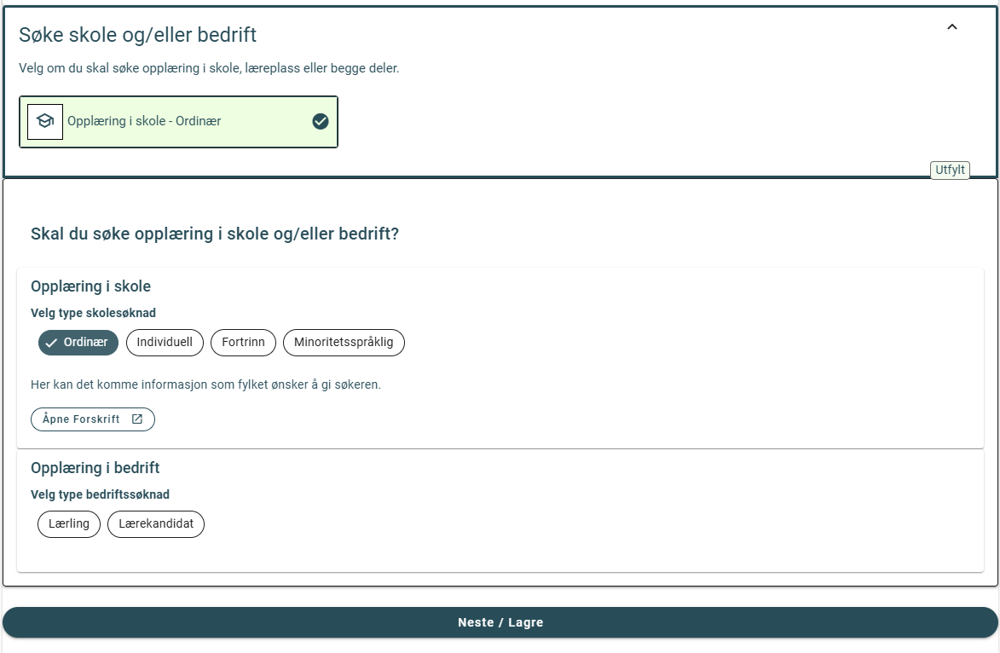 Søke skole og/eller bedrift
Velg om du skal søke opplæring i skole, læreplass eller begge deler.
Opplæring i skole - Ordinær
Utfylt
Skal du søke opplæring i skole og/eller bedrift?
Opplæring i skole
Velg type skolesøknad
Ordinær Individuell Fortrinn Minoritetsspråklig
Her kan det komme informasjon som fylket ønsker å gi søkeren.
Åpne Forskrift
Opplæring i bedrift
Velg type bedriftssøknad
Lærling Lærekandidat
Neste / Lagre